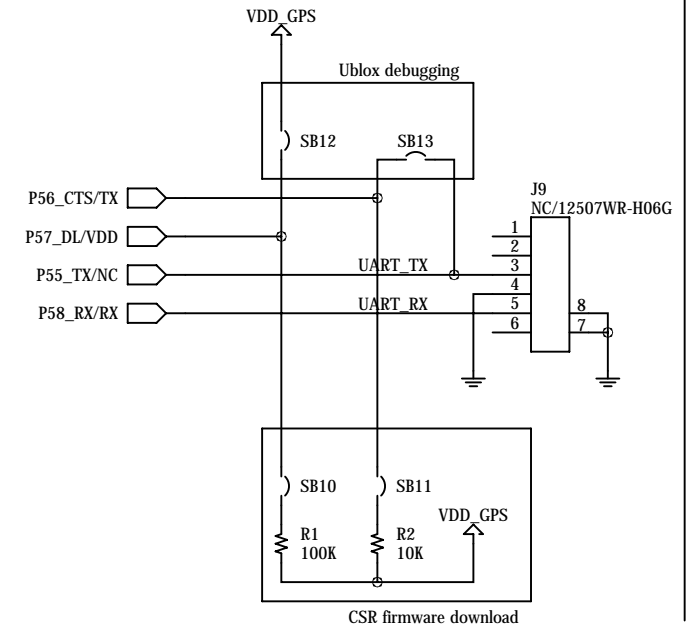 VDD_GPS
Ublox debugging
SB12
SB13
P56_CTS/TX
P57_DL/VDD
P55_TX/NC
P58_RX/RX
UART_TX
UART_RX
J9
NC/12507WR-H06G
1
2
3
4
5
6
8
7
SB10
SB11
VDD_GPS
R1
100K
R2
10K
CSR firmware download